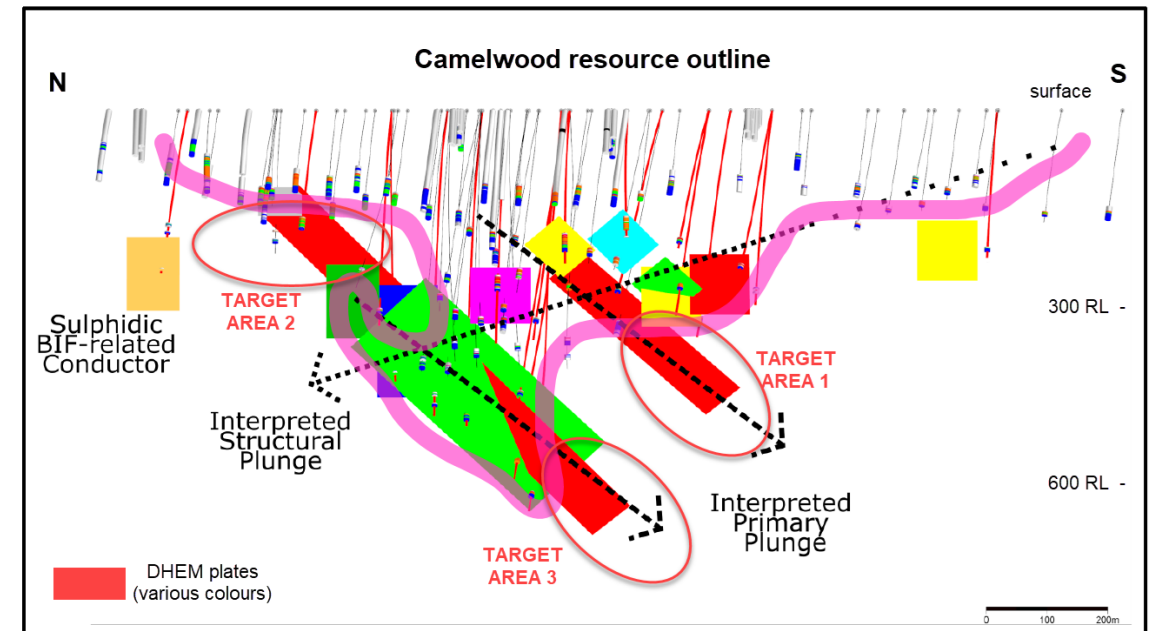 Camelwood resource outline
N
S
surface
TARGET
AREA 2
300 RL -
Sulphidic
BIF-related
Conductor
TARGET
AREA 1
Interpreted
Structural
Plunge
600 RL -
Interpreted
Primary
Plunge
TARGET
AREA 3
DHEM plates
(various colours)
0 100 200m